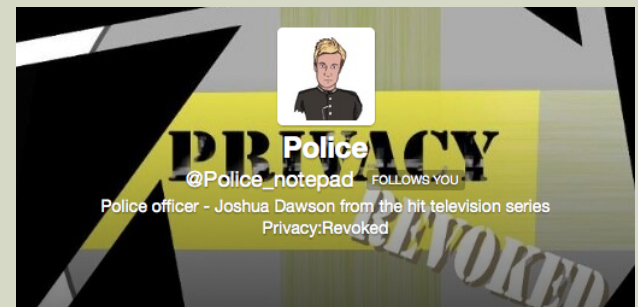 PRIVACY
Police
@Police_notepad FOLLOWS YOU
Police officer - Joshua Dawson from the hit television series
Privacy:Revoked
REVOKED